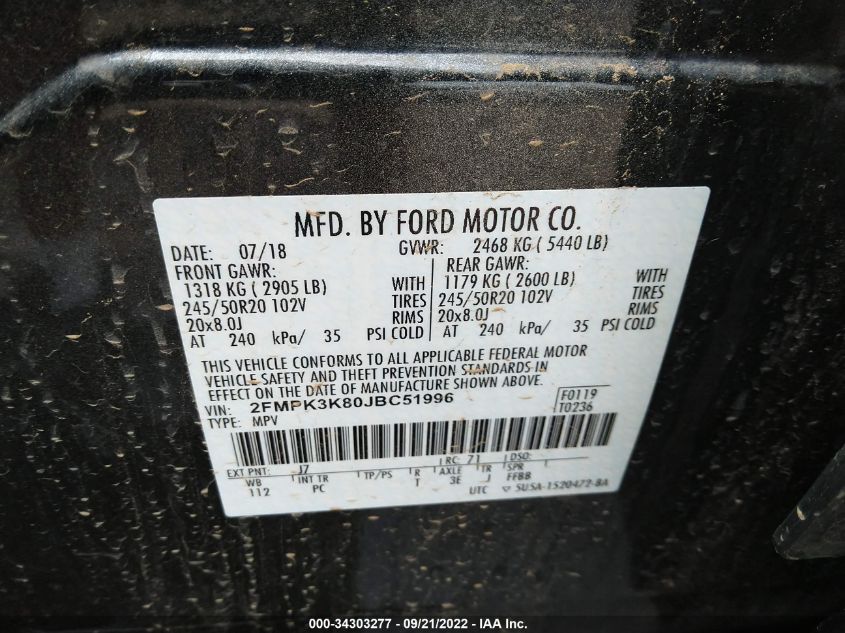 MFD. BY FORD MOTOR CO.
DATE: 07/18 GVWR: 2468 KG ( 5440 LB)
FRONT GAWR: REAR GAWR:
1318 KG ( 2905 LB) WITH 1179 KG ( 2600 LB) WITH
245/50R20 102V TIRES 245/50R20 102V TIRES
20x8.0J RIMS 20x8.0J RIMS
AT 240 kPa/ 35 PSI COLD AT 240 kPa/ 35 PSI COLD
THIS VEHICLE CONFORMS TO ALL APPLICABLE FEDERAL MOTOR
VEHICLE SAFETY AND THEFT PREVENTION STANDARDS IN
EFFECT ON THE DATE OF MANUFACTURE SHOWN ABOVE.
VIN: 2FMPK3K80JBC51996 F0119
TYPE: MPV T0236
EXT PNT: J7 RC: 71 DSO:
WB INT TR TP/PS R AXLE TR SPR
112 PC T 3E J FFBB
UTC 5USA-1520472-BA
000-34303277 - 09/21/2022 - IAA Inc.